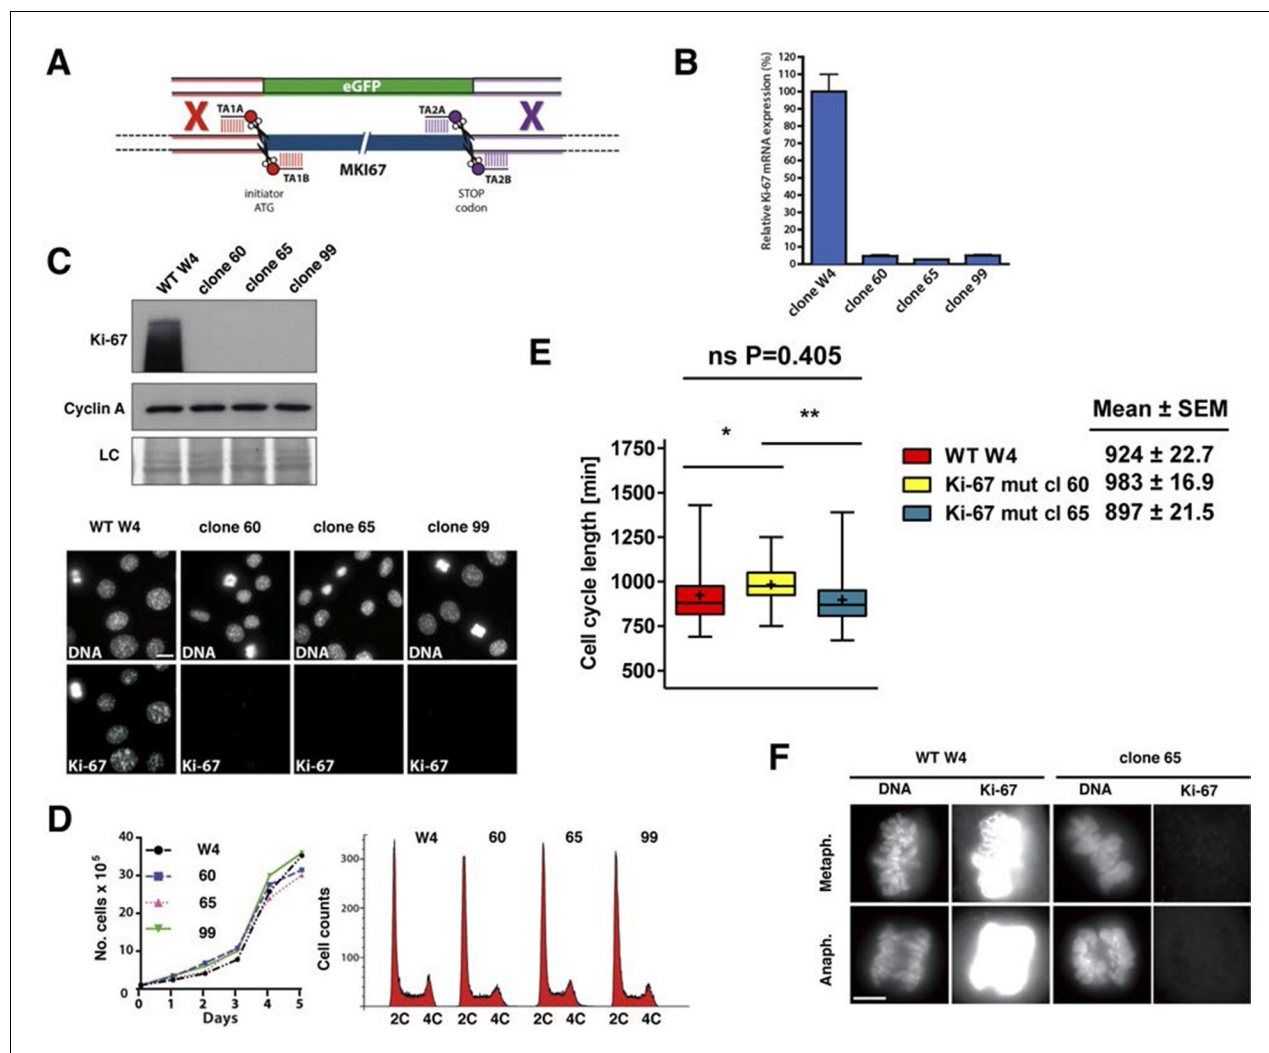 A
eGFP
X
TA1A
TA2A
X
MKI67
TA1B
TA2B
initiator
ATG
STOP
codon
B
Relative Ki-67 mRNA expression (%)
120
110
100
90
80
70
60
50
40
30
20
10
0
clone W4
clone 60
clone 65
clone 99
C
WT W4
clone 60
clone 65
clone 99
Ki-67
Cyclin A
LC
WT W4 clone 60 clone 65 clone 99
DNA DNA DNA DNA
Ki-67 Ki-67 Ki-67 Ki-67
D
No. cells x 10⁵
40
30
20
10
0
W4
60
65
99
0 1 2 3 4 5
Days
Cell counts
300
200
100
W4 60 65 99
2C 4C 2C 4C 2C 4C 2C 4C
E
ns P=0.405
*
**
Cell cycle length [min]
1750
1500
1250
1000
750
500
Mean ± SEM
WT W4 924 ± 22.7
Ki-67 mut cl 60 983 ± 16.9
Ki-67 mut cl 65 897 ± 21.5
F
WT W4 clone 65
DNA Ki-67 DNA Ki-67
Metaph.
Anaph.